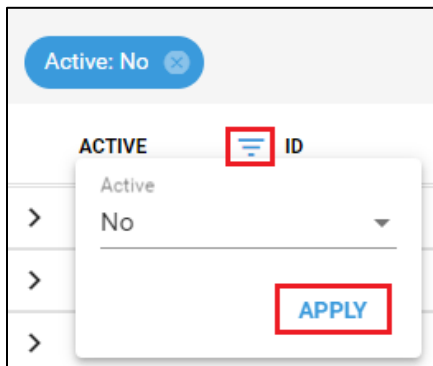 Active: No
ACTIVE ID
Active
No
APPLY